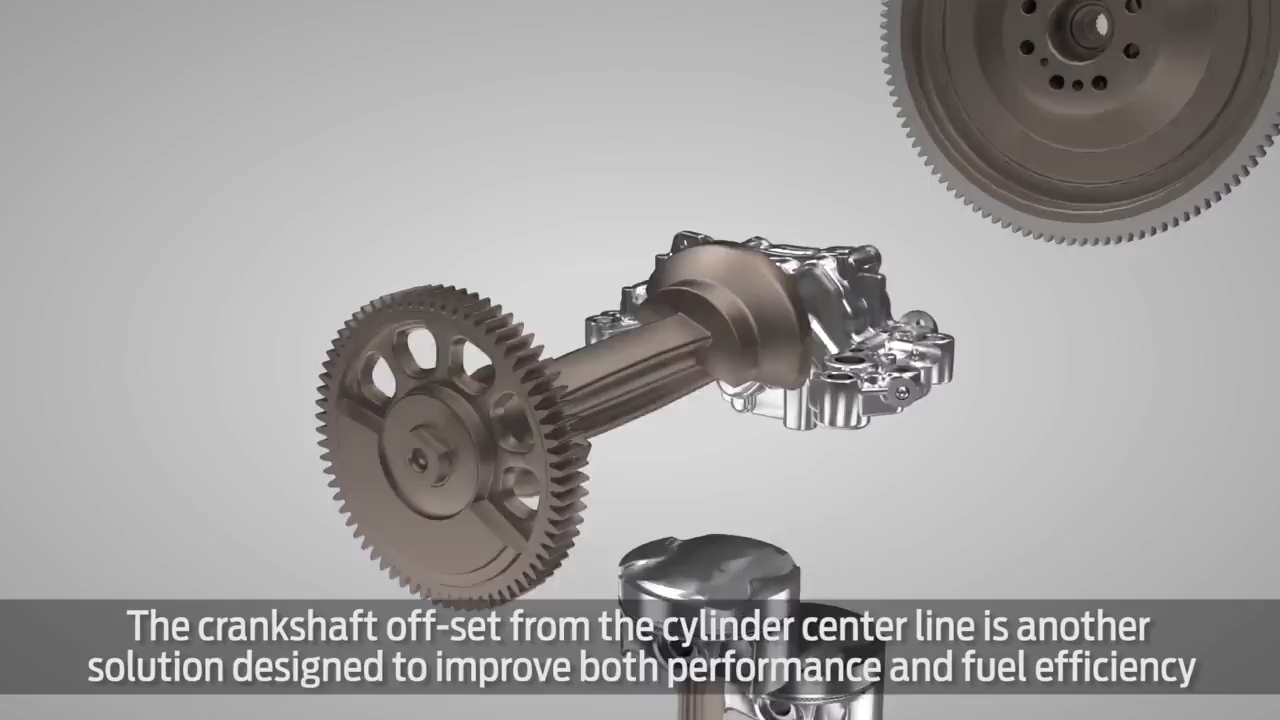 The crankshaft off-set from the cylinder center line is another
solution designed to improve both performance and fuel efficiency